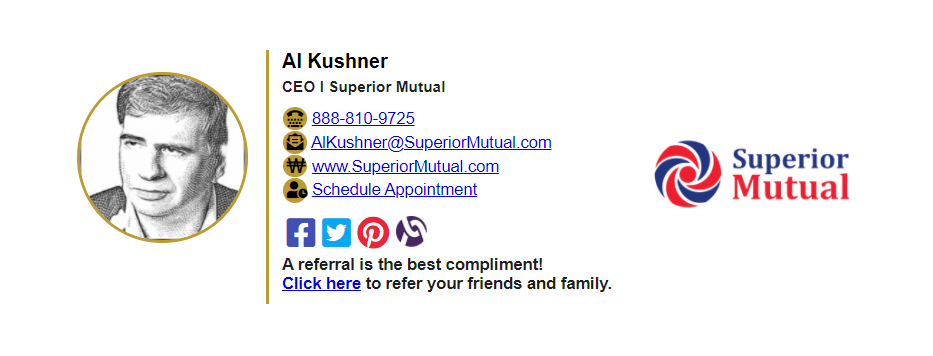 Al Kushner
CEO I Superior Mutual
888-810-9725
AlKushner@SuperiorMutual.com
www.SuperiorMutual.com
Schedule Appointment
A referral is the best compliment!
Click here to refer your friends and family.
Superior
Mutual